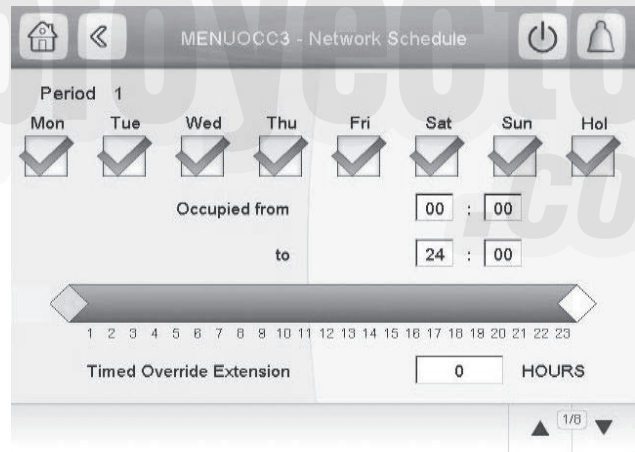 MENUOCC3 - Network Schedule
Period 1
Mon Tue Wed Thu Fri Sat Sun Hol
Occupied from 00 : 00
to 24 : 00
1 2 3 4 5 6 7 8 9 10 11 12 13 14 15 16 17 18 19 20 21 22 23
Timed Override Extension 0 HOURS
1/8